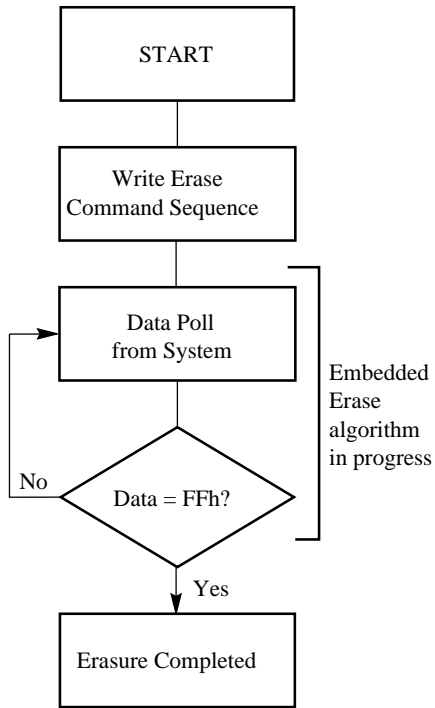 START
Write Erase
Command Sequence
Data Poll
from System
Embedded
Erase
algorithm
in progress
No
Data = FFh?
Yes
Erasure Completed